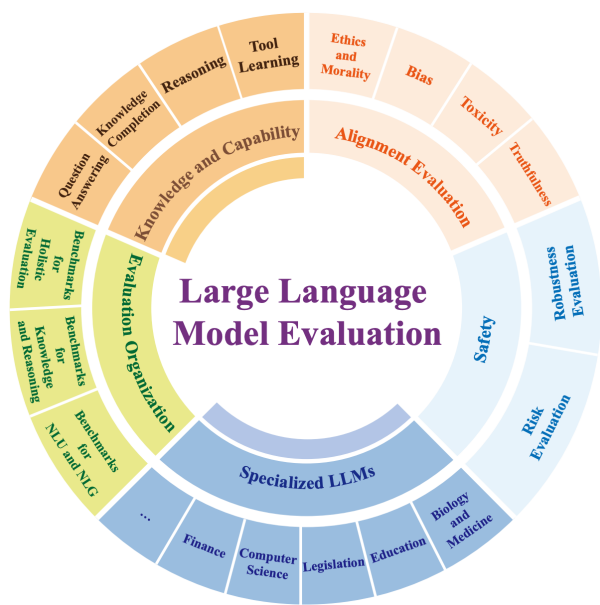 Large Language
Model Evaluation
Knowledge and Capability
Question
Answering
Knowledge
Completion
Reasoning
Tool
Learning
Alignment Evaluation
Ethics
and
Morality
Bias
Toxicity
Truthfulness
Safety
Robustness
Evaluation
Risk
Evaluation
Specialized LLMs
Biology
and
Medicine
Education
Legislation
Computer
Science
Finance
...
Evaluation Organization
Benchmarks
for
NLU and NLG
Benchmarks
for
Knowledge
and Reasoning
Benchmarks
for
Holistic
Evaluation